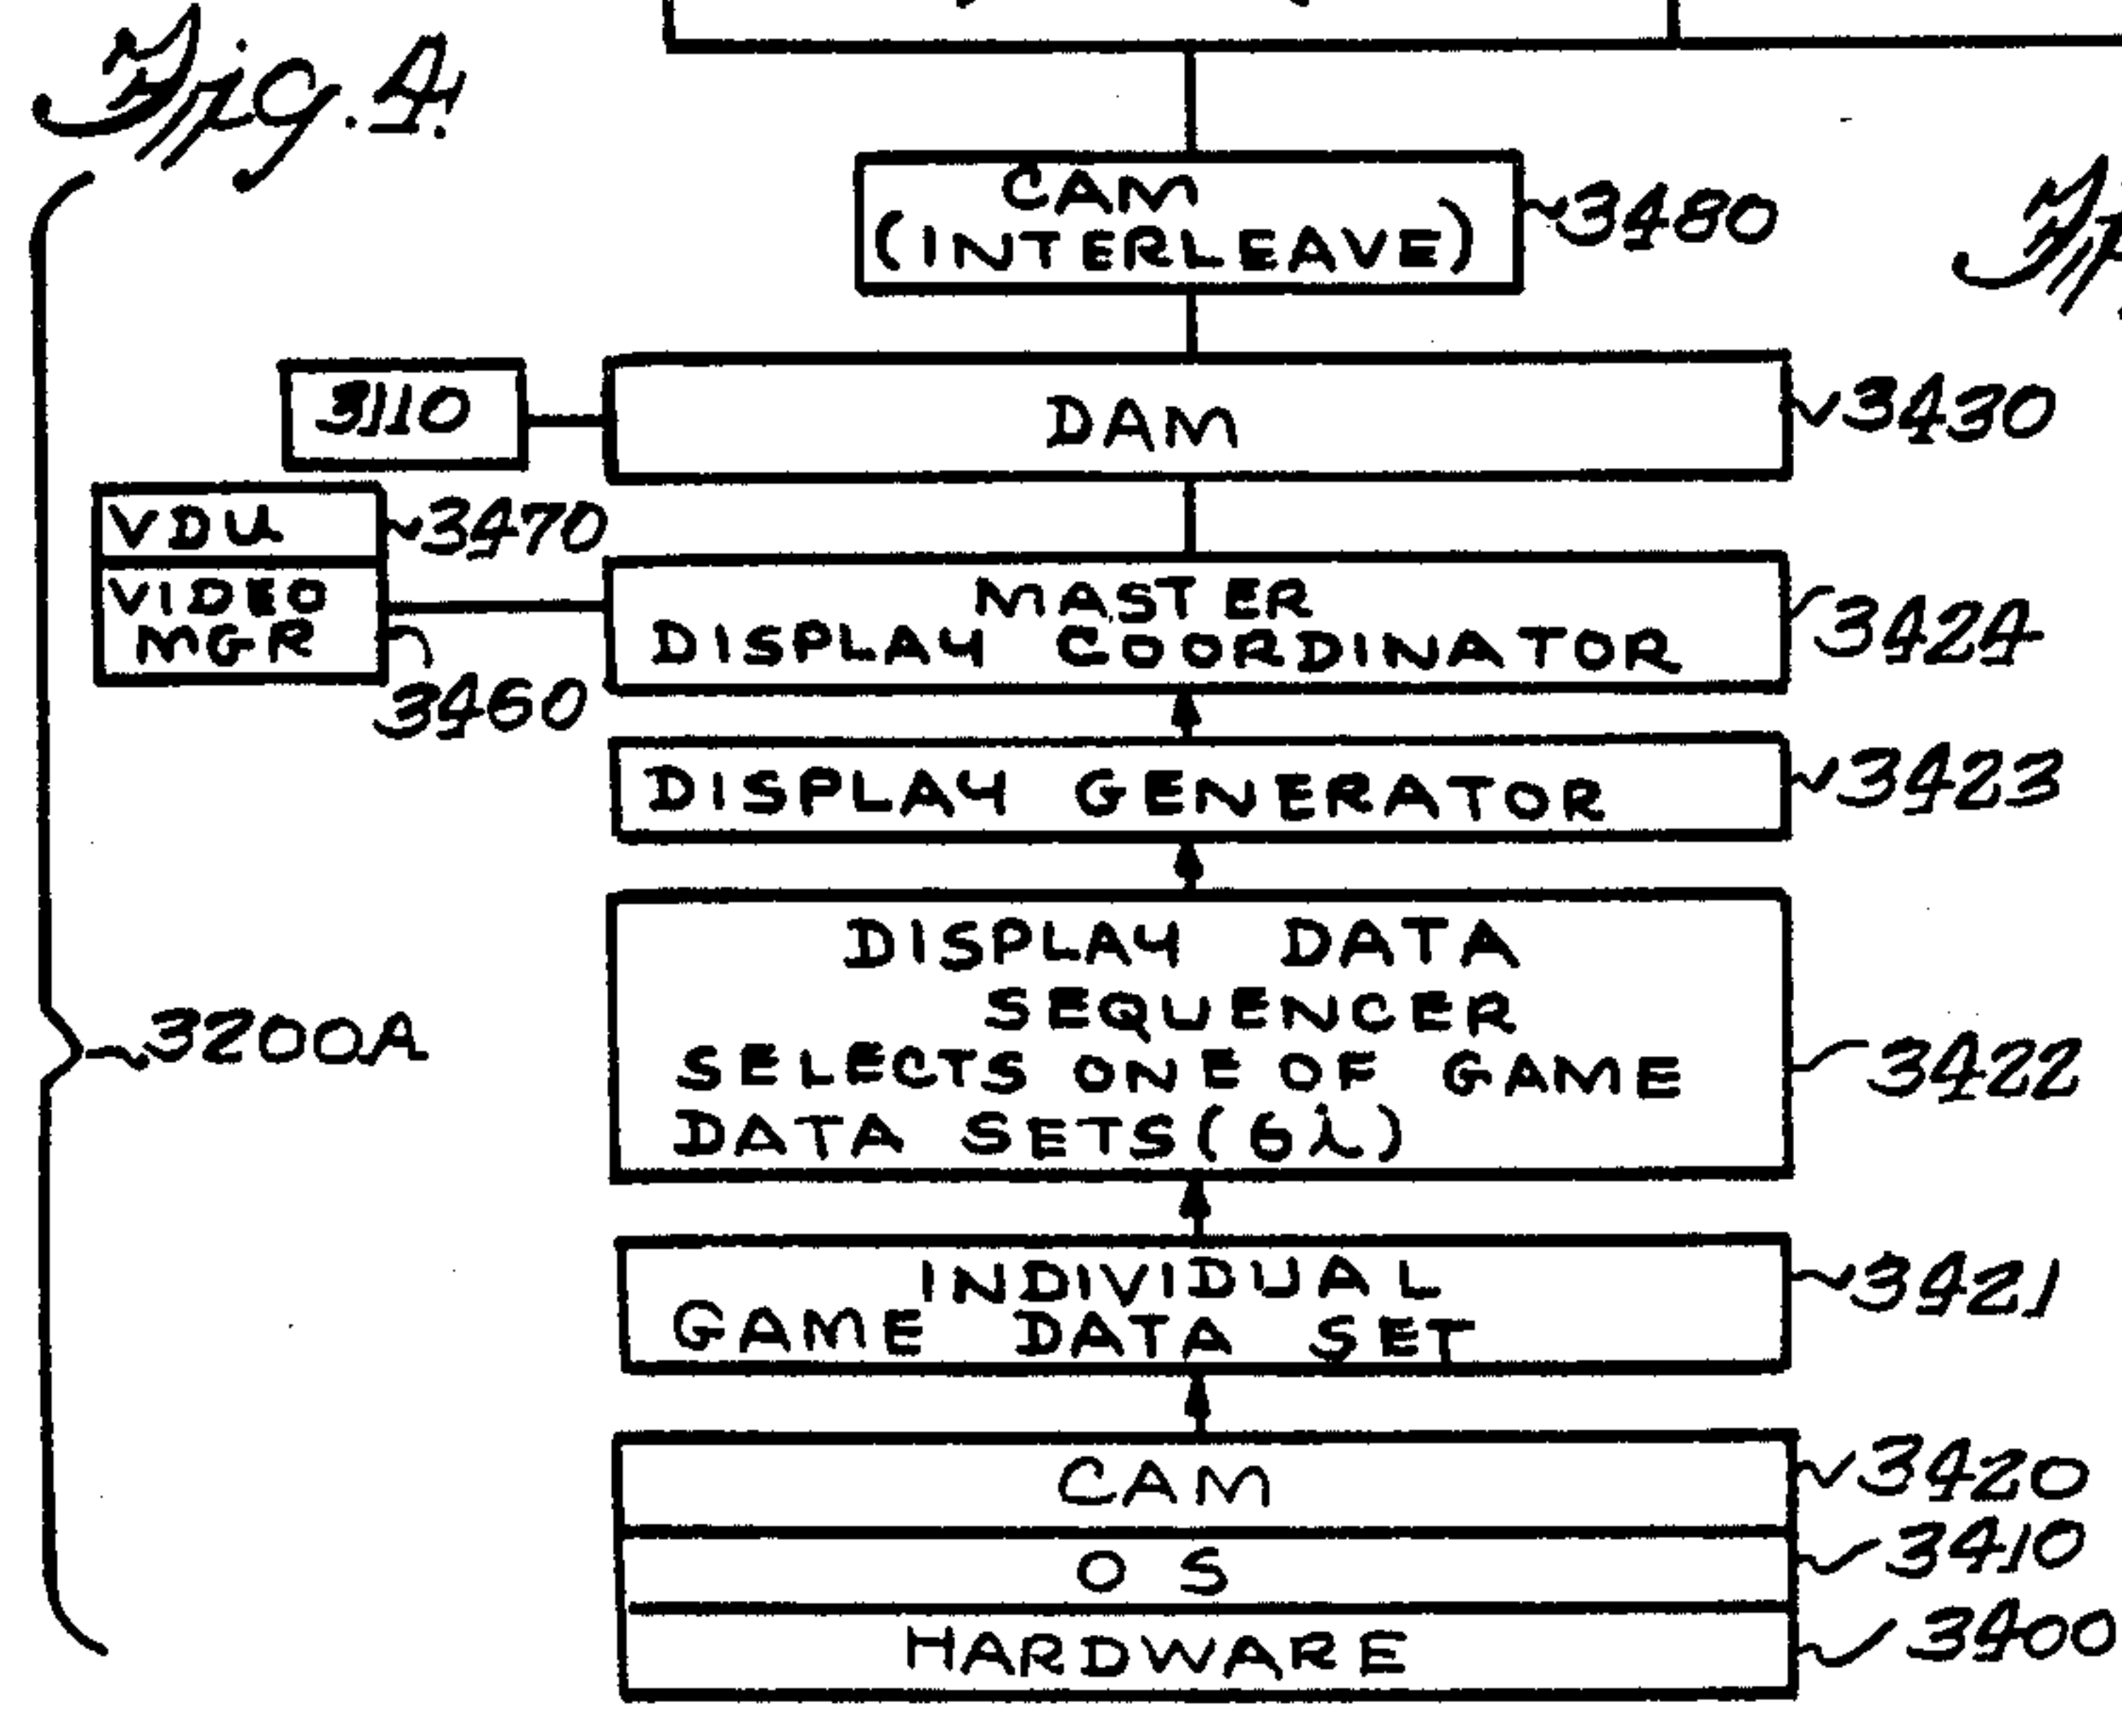 Fig. 4.
CAM
(INTERLEAVE)
3480
3110
DAM
3430
VDU
3470
VIDEO
MGR
3460
MASTER
DISPLAY COORDINATOR
3424
DISPLAY GENERATOR
3423
DISPLAY DATA
SEQUENCER
SELECTS ONE OF GAME
DATA SETS(Gi)
3422
3200A
INDIVIDUAL
GAME DATA SET
3421
CAM
3420
OS
3410
HARDWARE
3400